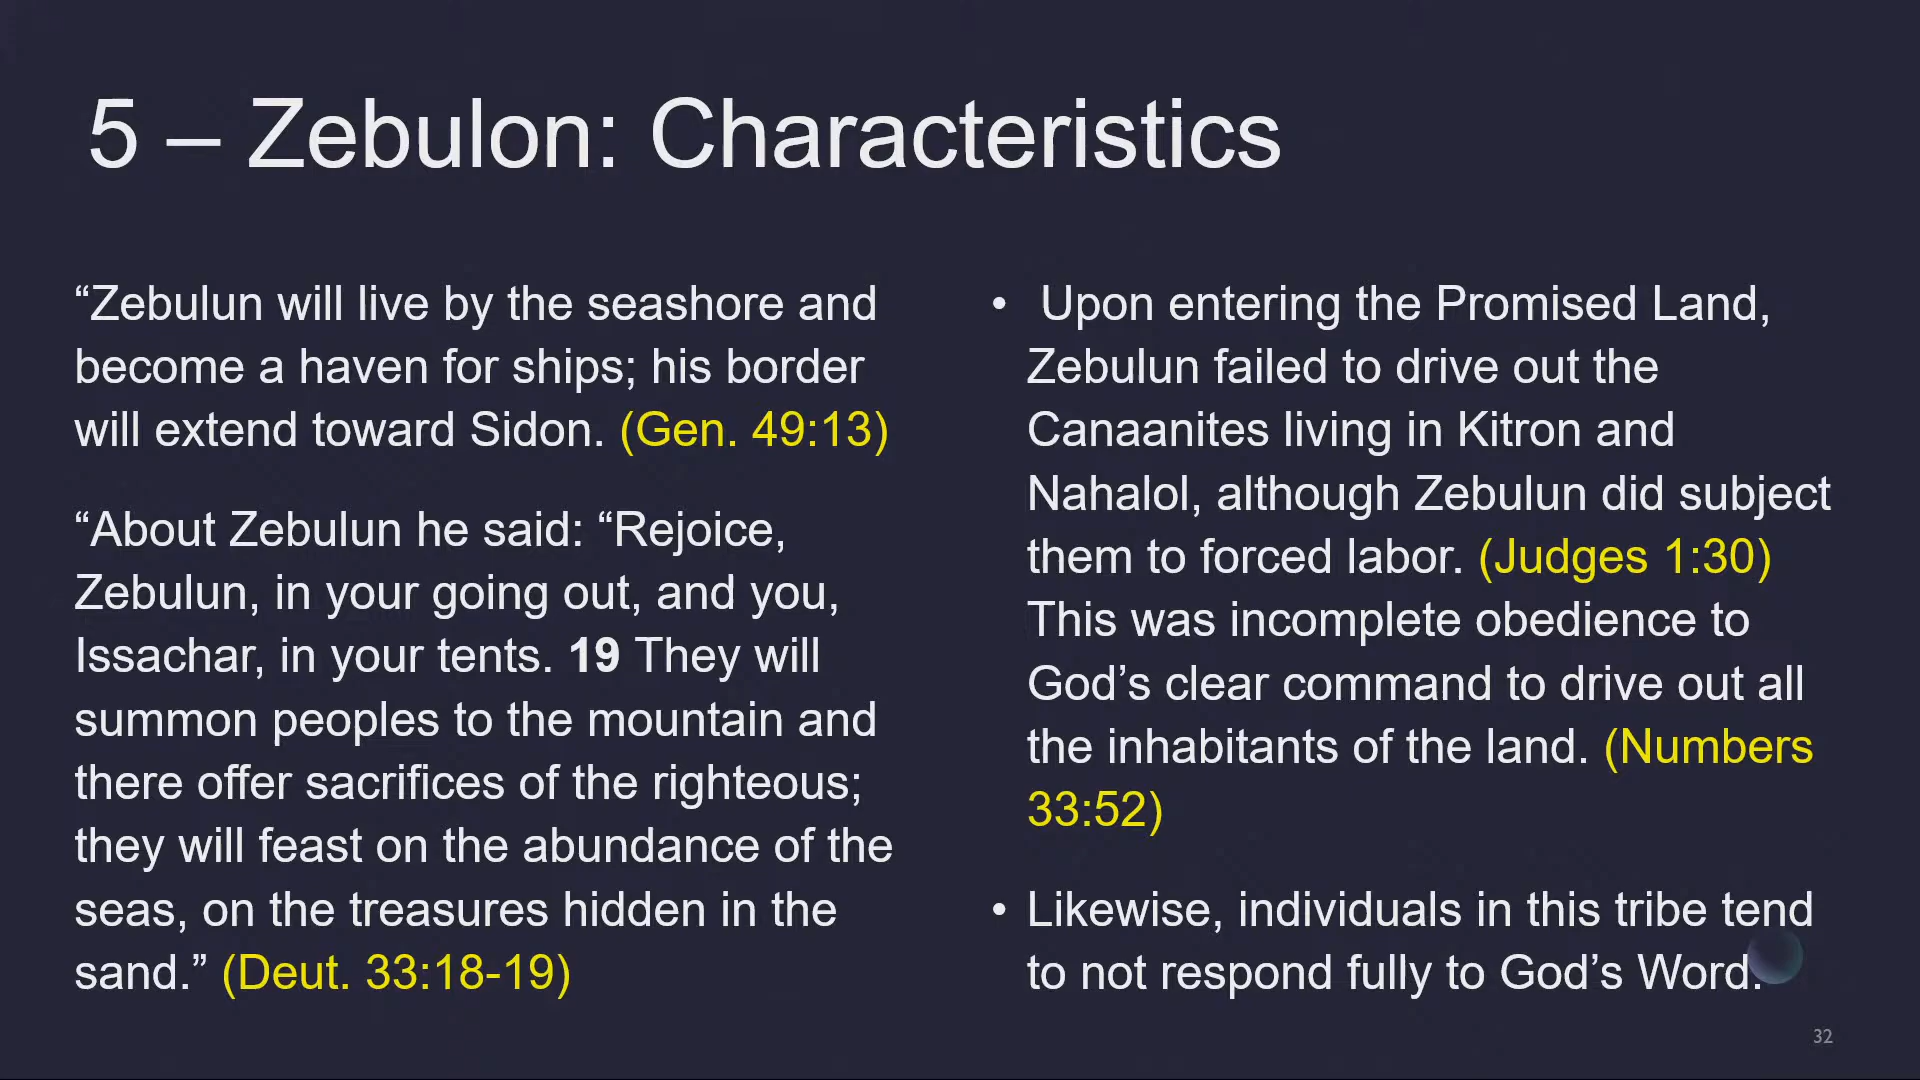 5 – Zebulon: Characteristics
“Zebulun will live by the seashore and
become a haven for ships; his border
will extend toward Sidon. (Gen. 49:13)
“About Zebulun he said: “Rejoice,
Zebulun, in your going out, and you,
Issachar, in your tents. 19 They will
summon peoples to the mountain and
there offer sacrifices of the righteous;
they will feast on the abundance of the
seas, on the treasures hidden in the
sand.” (Deut. 33:18-19)
• Upon entering the Promised Land,
Zebulun failed to drive out the
Canaanites living in Kitron and
Nahalol, although Zebulun did subject
them to forced labor. (Judges 1:30)
This was incomplete obedience to
God’s clear command to drive out all
the inhabitants of the land. (Numbers
33:52)
• Likewise, individuals in this tribe tend
to not respond fully to God’s Word.
32